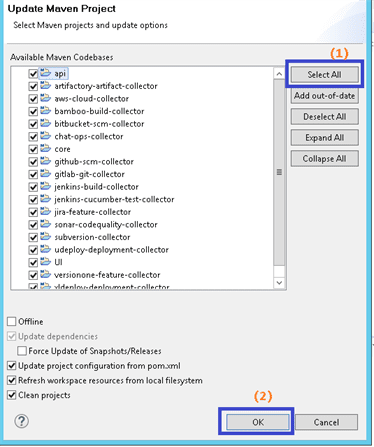 Update Maven Project
Select Maven projects and update options
(1)
Available Maven Codebases
api
artifactory-artifact-collector
aws-cloud-collector
bamboo-build-collector
bitbucket-scm-collector
chat-ops-collector
core
github-scm-collector
gitlab-git-collector
jenkins-build-collector
jenkins-cucumber-test-collector
jira-feature-collector
sonar-codequality-collector
subversion-collector
udeploy-deployment-collector
UI
versionone-feature-collector
xldeploy-deployment-collector
Select All
Add out-of-date
Deselect All
Expand All
Collapse All
Offline
Update dependencies
Force Update of Snapshots/Releases
Update project configuration from pom.xml
Refresh workspace resources from local filesystem
Clean projects
(2)
?
OK
Cancel